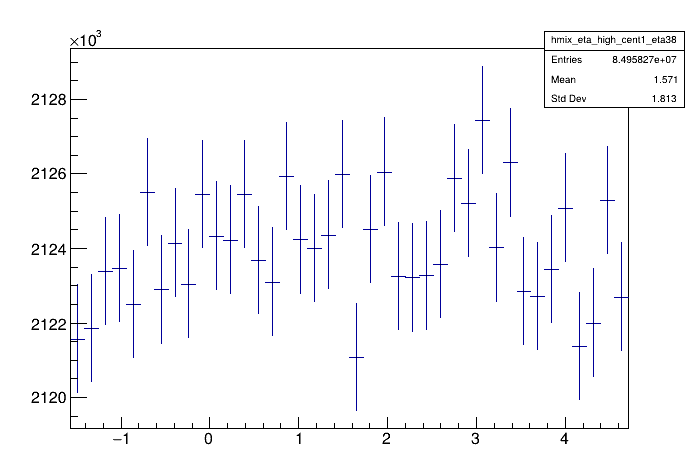 ×10³
hmix_eta_high_cent1_eta38
Entries 8.495827e+07
Mean 1.571
Std Dev 1.813
2128
2126
2124
2122
2120
−1 0 1 2 3 4